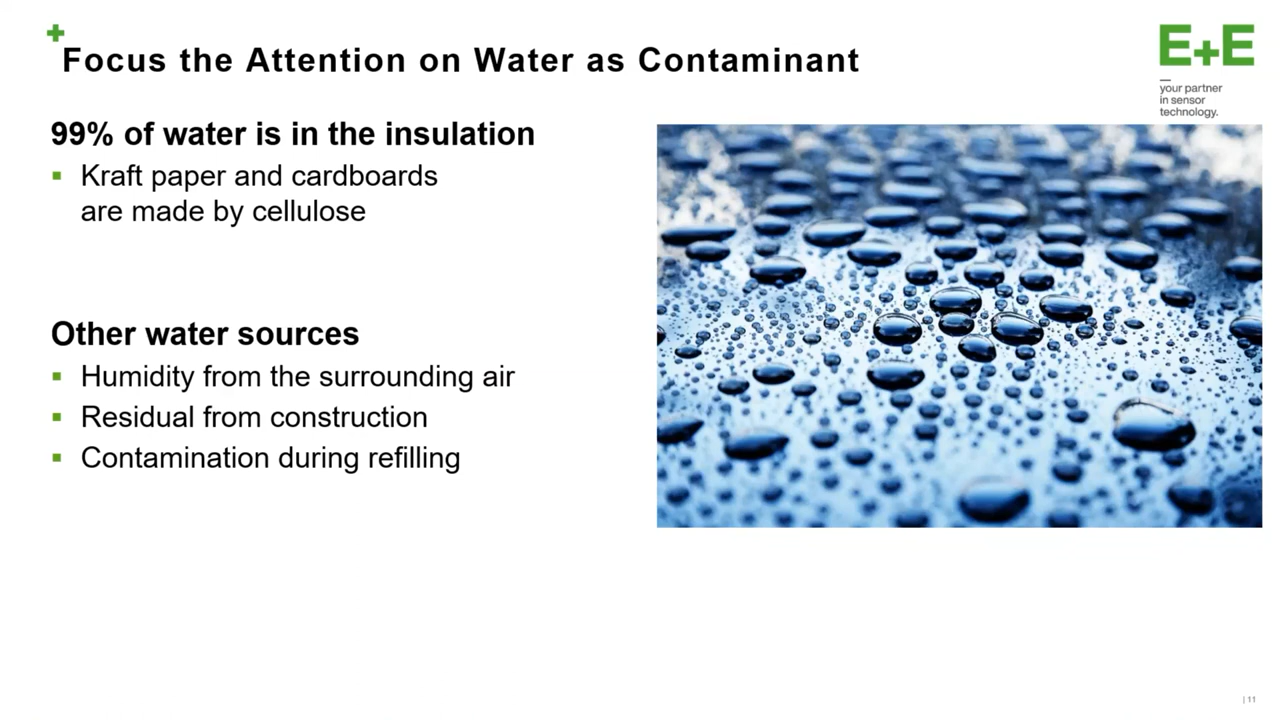 Focus the Attention on Water as Contaminant
E+E
your partner
in sensor
technology.
99% of water is in the insulation
▪ Kraft paper and cardboards
are made by cellulose
Other water sources
▪ Humidity from the surrounding air
▪ Residual from construction
▪ Contamination during refilling
| 11